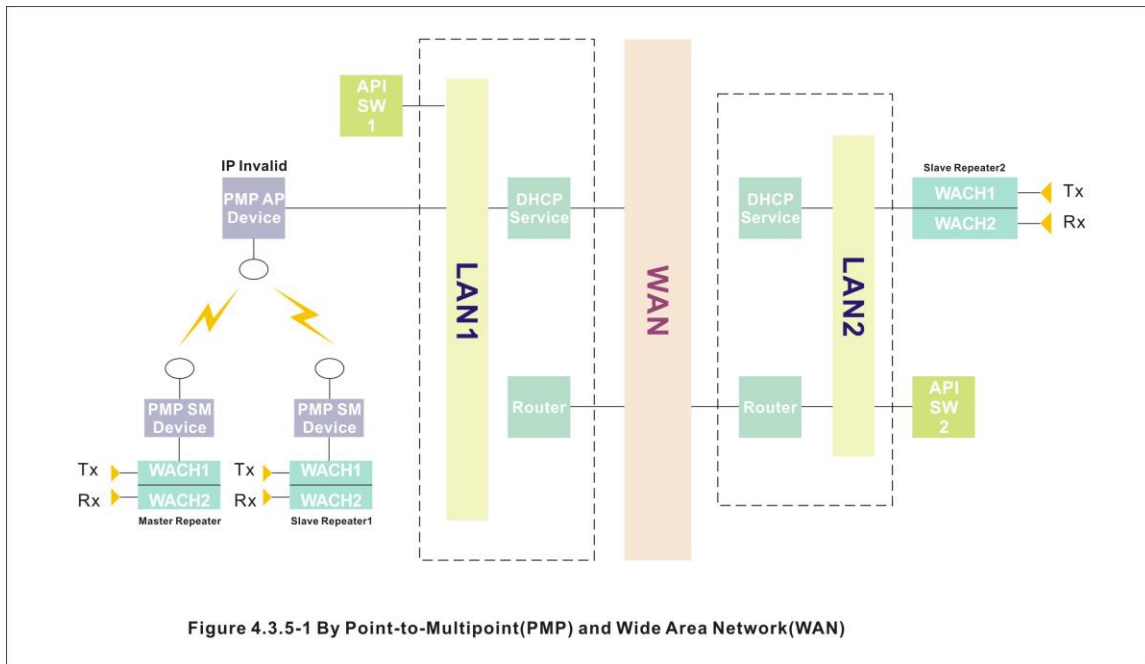 API
SW
1
IP Invalid
PMP AP
Device
DHCP
Service
LAN1
Router
WAN
DHCP
Service
Router
LAN2
Slave Repeater2
WACH1
WACH2
Tx
Rx
API
SW
2
PMP SM
Device
PMP SM
Device
Tx
WACH1
Rx
WACH2
Master Repeater
Tx
WACH1
Rx
WACH2
Slave Repeater1
Figure 4.3.5-1 By Point-to-Multipoint(PMP) and Wide Area Network(WAN)